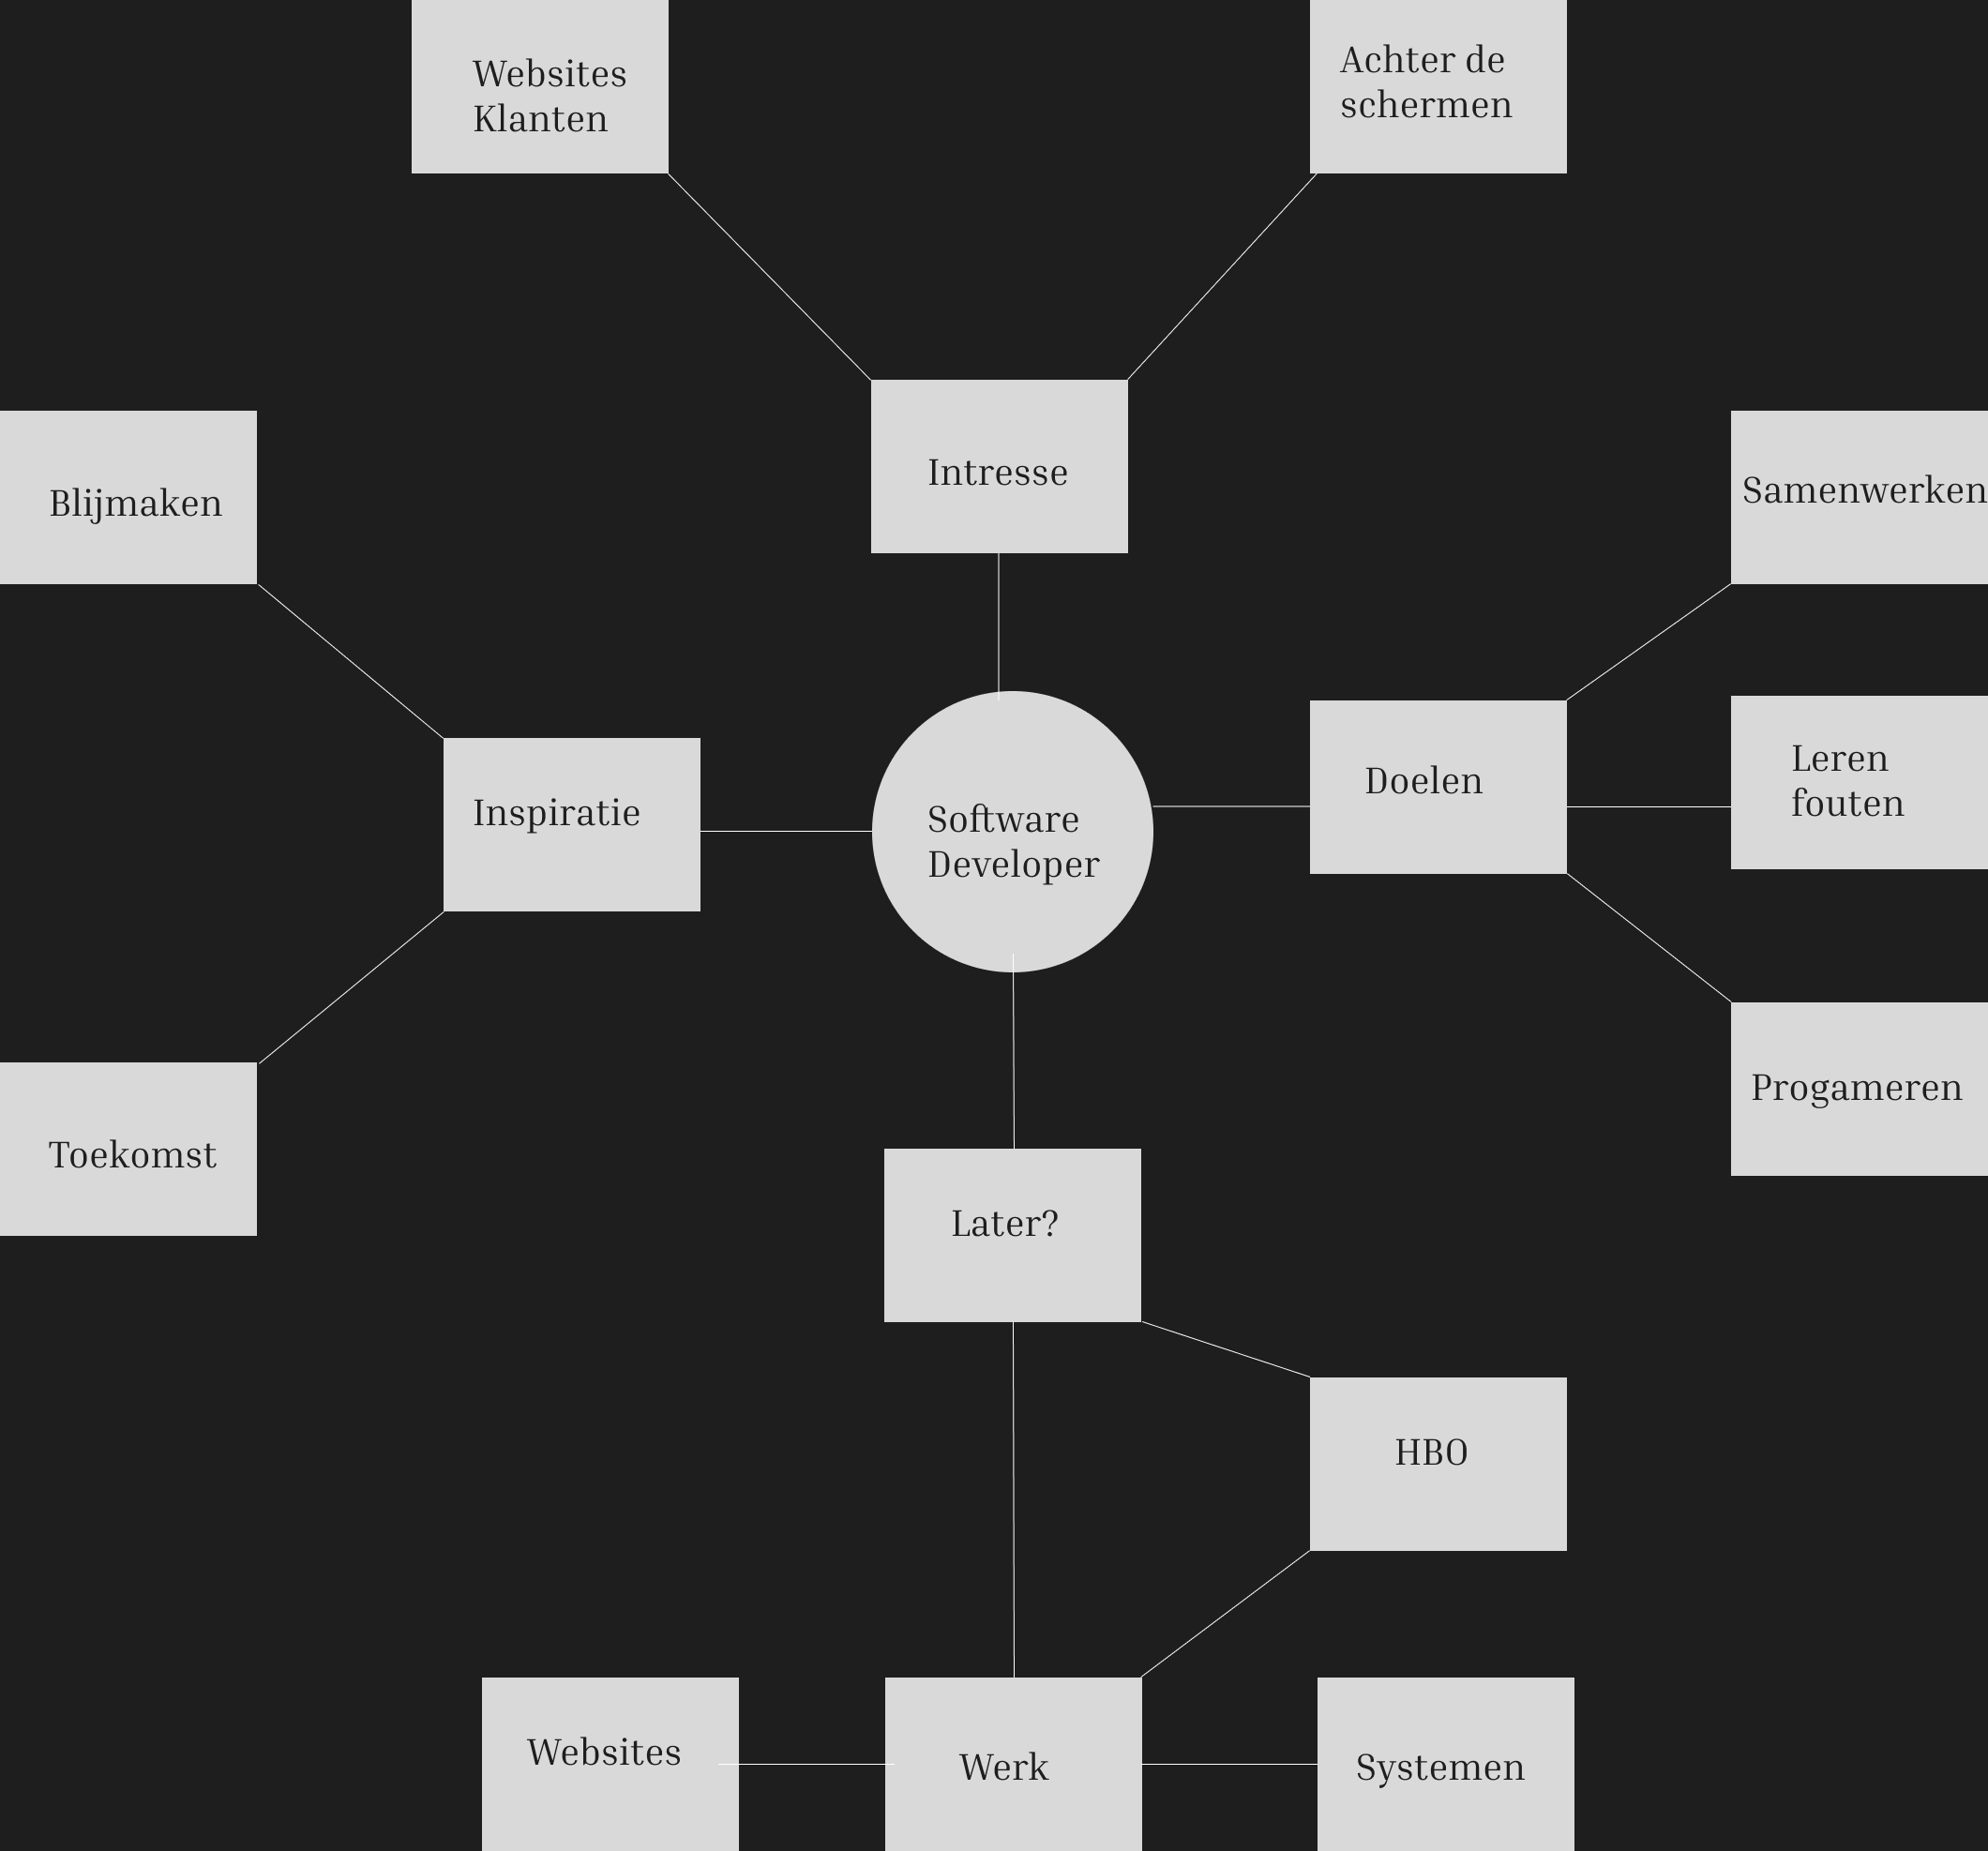 Websites
Klanten
Achter de
schermen
Intresse
Blijmaken
Samenwerken
Inspiratie
Software
Developer
Doelen
Leren
fouten
Progameren
Toekomst
Later?
HBO
Websites
Werk
Systemen